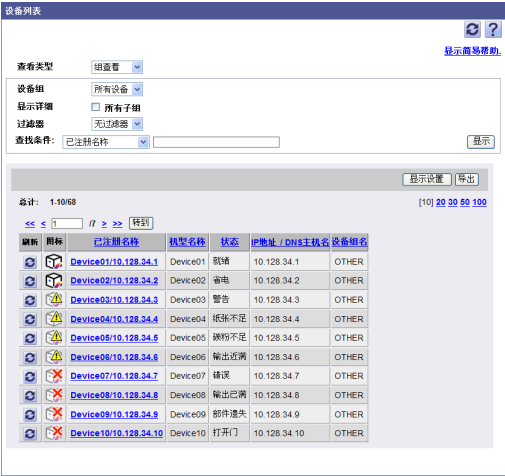 设备列表
显示简易帮助.
查看类型 组查看
设备组 所有设备
显示详细 所有子组
过滤器 无过滤器
查找条件: 已注册名称 显示
显示设置 导出
总计: 1-10/68 [10] 20 30 50 100
<< < 1 /7 > >> 转到
刷新 图标 已注册名称 机型名称 状态 IP地址 / DNS主机名 设备组名
Device01/10.128.34.1 Device01 就绪 10.128.34.1 OTHER
Device02/10.128.34.2 Device02 省电 10.128.34.2 OTHER
Device03/10.128.34.3 Device03 警告 10.128.34.3 OTHER
Device04/10.128.34.4 Device04 纸张不足 10.128.34.4 OTHER
Device05/10.128.34.5 Device05 碳粉不足 10.128.34.5 OTHER
Device06/10.128.34.6 Device06 输出近满 10.128.34.6 OTHER
Device07/10.128.34.7 Device07 错误 10.128.34.7 OTHER
Device08/10.128.34.8 Device08 输出已满 10.128.34.8 OTHER
Device09/10.128.34.9 Device09 部件遗失 10.128.34.9 OTHER
Device10/10.128.34.10 Device10 打开门 10.128.34.10 OTHER